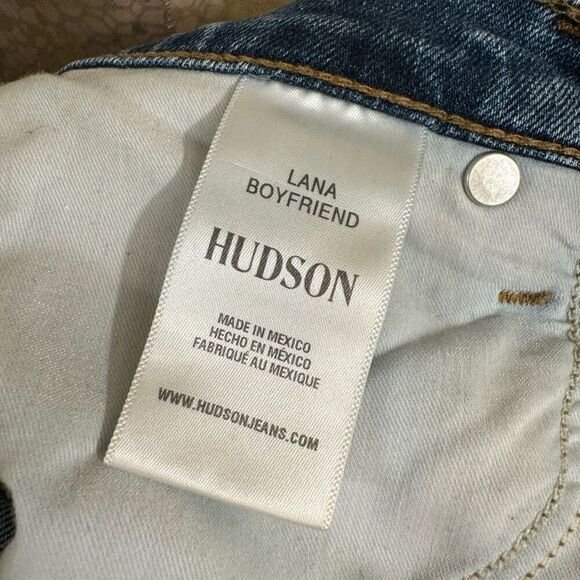 LANA
BOYFRIEND
HUDSON
MADE IN MEXICO
HECHO EN MÉXICO
FABRIQUÉ AU MEXIQUE
WWW.HUDSONJEANS.COM